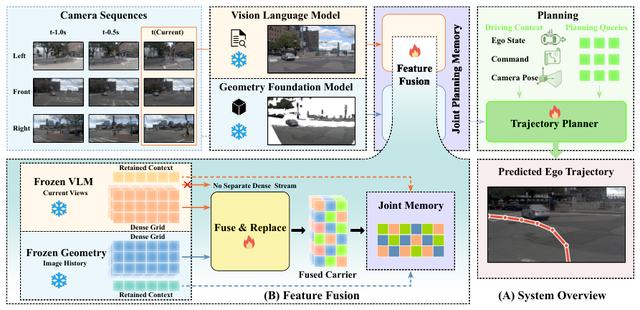 Camera Sequences
t-1.0s
t-0.5s
t(Current)
Left
Front
Right
Vision Language Model
Geometry Foundation Model
Feature
Fusion
Joint Planning Memory
Planning
Driving Context
Planning Queries
Ego State
Command
Camera Pose
Trajectory Planner
Predicted Ego Trajectory
(A) System Overview
Frozen VLM
Current Views
Retained Context
Dense Grid
No Separate Dense Stream
Frozen Geometry
Image History
Dense Grid
Retained Context
Fuse & Replace
Fused Carrier
Joint Memory
(B) Feature Fusion